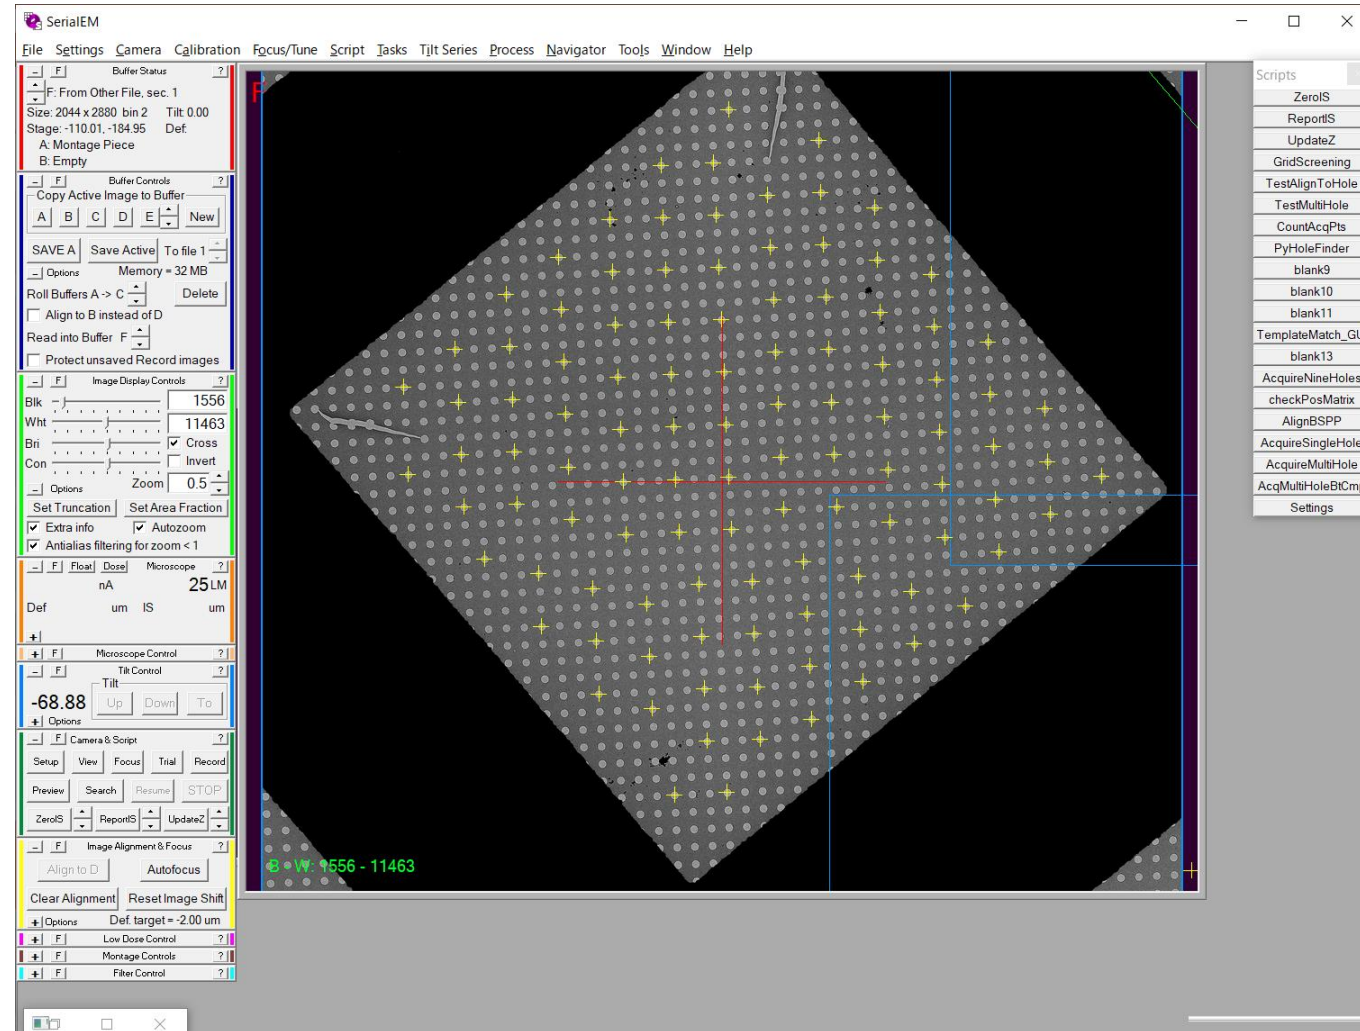 SerialEM
File Settings Camera Calibration Focus/Tune Script Tasks Tilt Series Process Navigator Tools Window Help
– F Buffer Status ?
F: From Other File, sec. 1
Size: 2044 x 2880 bin 2 Tilt: 0.00
Stage: -110.01, -184.95 Def:
A: Montage Piece
B: Empty
– F Buffer Controls ?
Copy Active Image to Buffer
A B C D E New
SAVE A Save Active To file 1
– Options Memory = 32 MB
Roll Buffers A -> C Delete
Align to B instead of D
Read into Buffer F
Protect unsaved Record images
– F Image Display Controls ?
Blk 1556
Wht 11463
Bri Cross
Con Invert
– Options Zoom 0.5
Set Truncation Set Area Fraction
Extra info Autozoom
Antialias filtering for zoom < 1
– F Float Dose Microscope ?
nA 25 LM
Def um IS um
+
+ F Microscope Control ?
– F Tilt Control ?
Tilt
-68.88 Up Down To
+ Options
– F Camera & Script ?
Setup View Focus Trial Record
Preview Search Resume STOP
ZeroIS ReportIS UpdateZ
– F Image Alignment & Focus ?
Align to D Autofocus
Clear Alignment Reset Image Shift
+ Options Def. target = -2.00 um
+ F Low Dose Control ?
+ F Montage Controls ?
+ F Filter Control ?
F
B - W: 1556 - 11463
Scripts
ZeroIS
ReportIS
UpdateZ
GridScreening
TestAlignToHole
TestMultiHole
CountAcqPts
PyHoleFinder
blank9
blank10
blank11
TemplateMatch_GU
blank13
AcquireNineHoles
checkPosMatrix
AlignBSPP
AcquireSingleHole
AcquireMultiHole
AcqMultiHoleBtCm
Settings